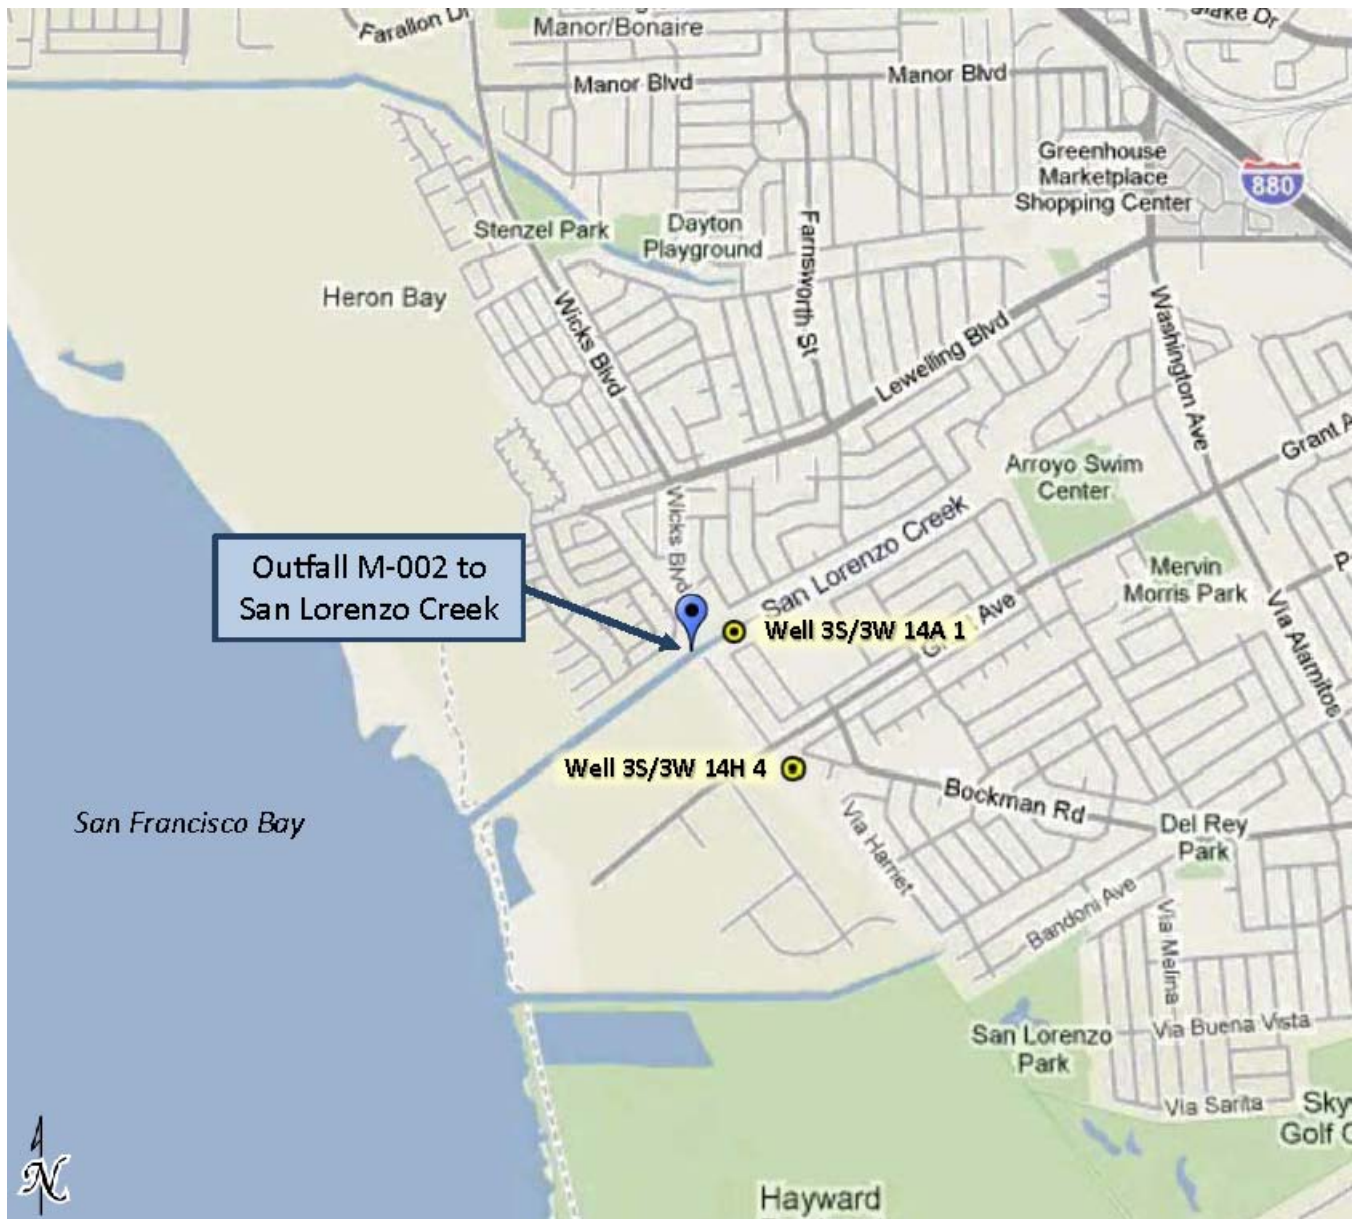 Farallon Dr
Manor/Bonaire
Manor Blvd
Manor Blvd
Greenhouse
Marketplace
Shopping Center
880
Stenzel Park
Dayton
Playground
Farnsworth St
Heron Bay
Wicks Blvd
Lewelling Blvd
Washington Ave
Grant A
Arroyo Swim
Center
Wicks Blvd
San Lorenzo Creek
Outfall M-002 to
San Lorenzo Creek
Mervin
Morris Park
Well 3S/3W 14A 1
Ave
Via Alamitos
Well 3S/3W 14H 4
Bockman Rd
San Francisco Bay
Via Harriet
Del Rey
Park
Bandoni Ave
Via Melina
San Lorenzo
Park
Via Buena Vista
Via Sarita
Sky
Golf C
N
Hayward